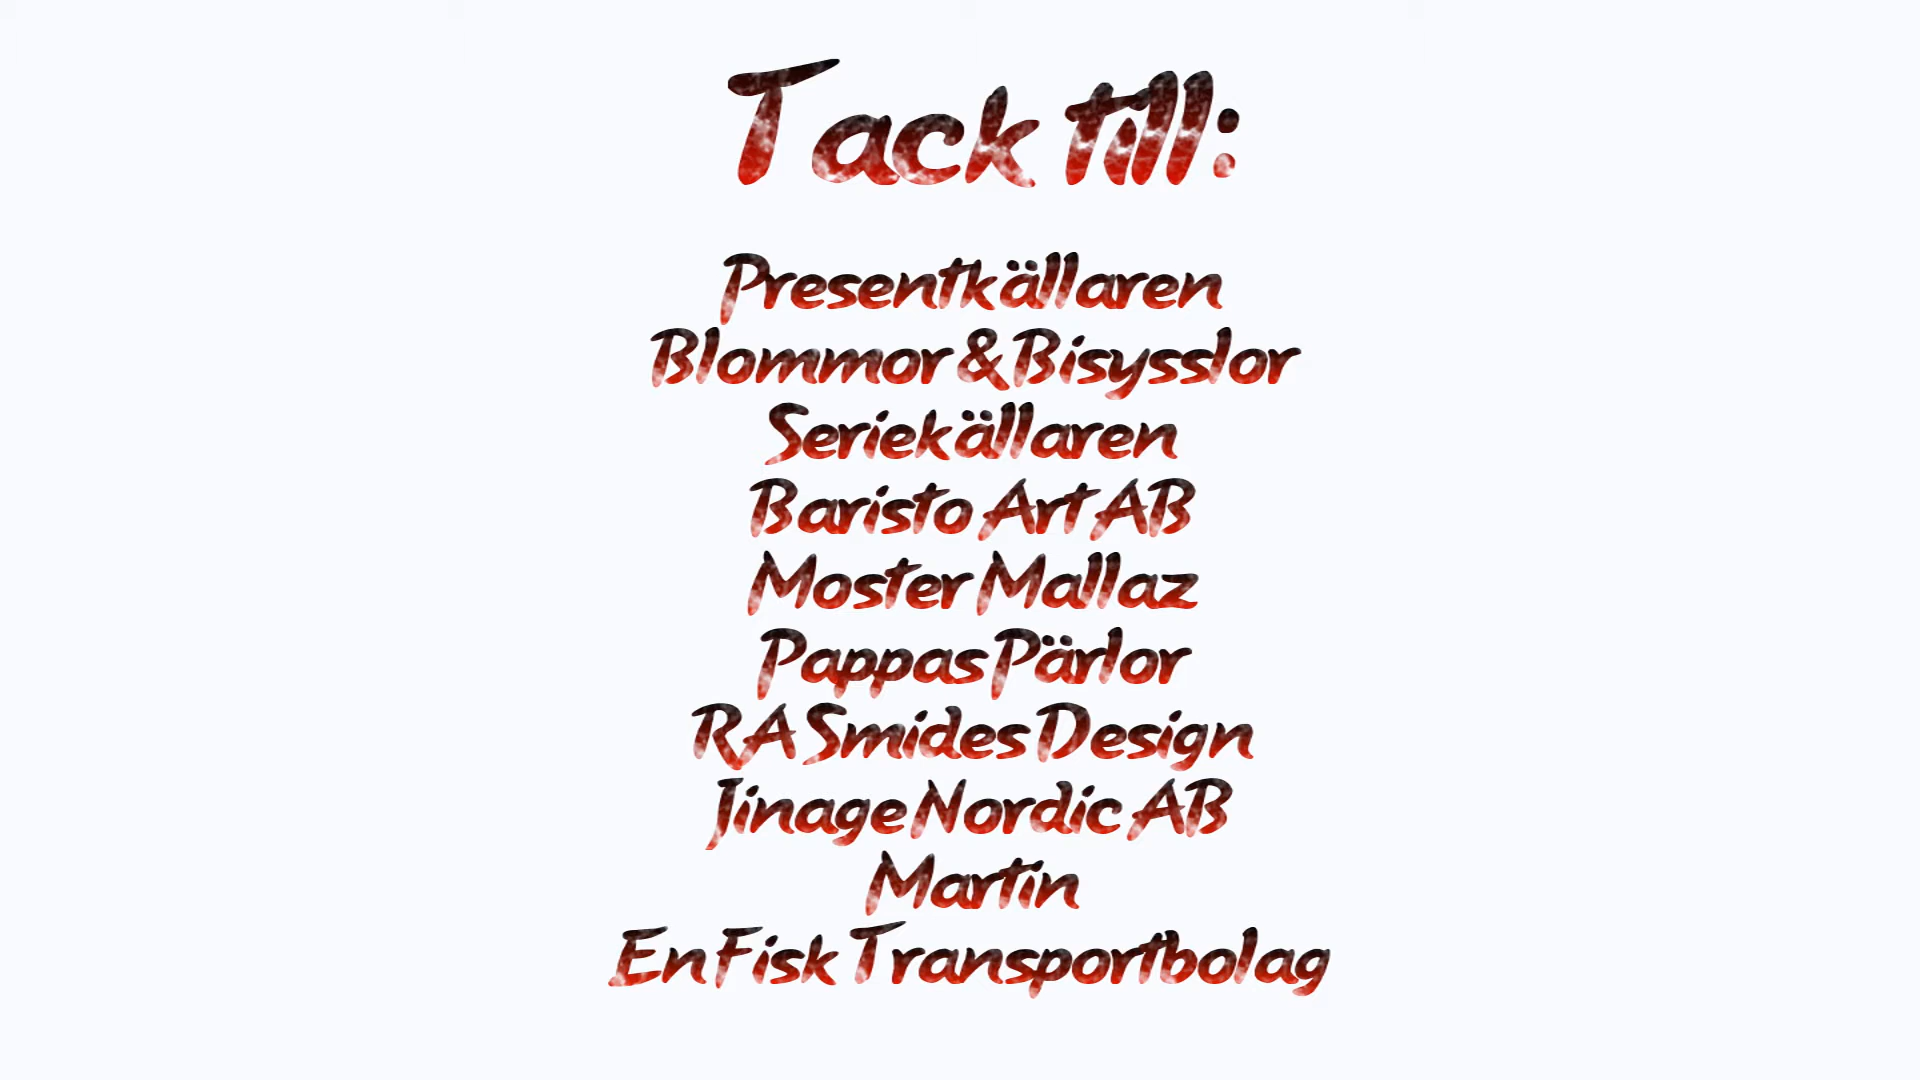 Tack till:
Presentkällaren
Blommor & Bisysslor
Seriekällaren
Baristo Art AB
Moster Mallaz
Pappas Pärlor
RA Smides Design
Jinage Nordic AB
Martin
En Fisk Transportbolag